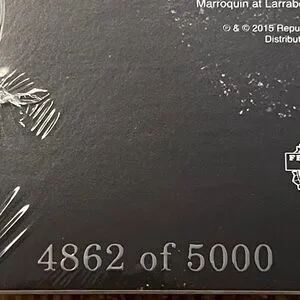 Marroquin at Larrab
℗ & © 2015 Repu
Distribut
4862 of 5000